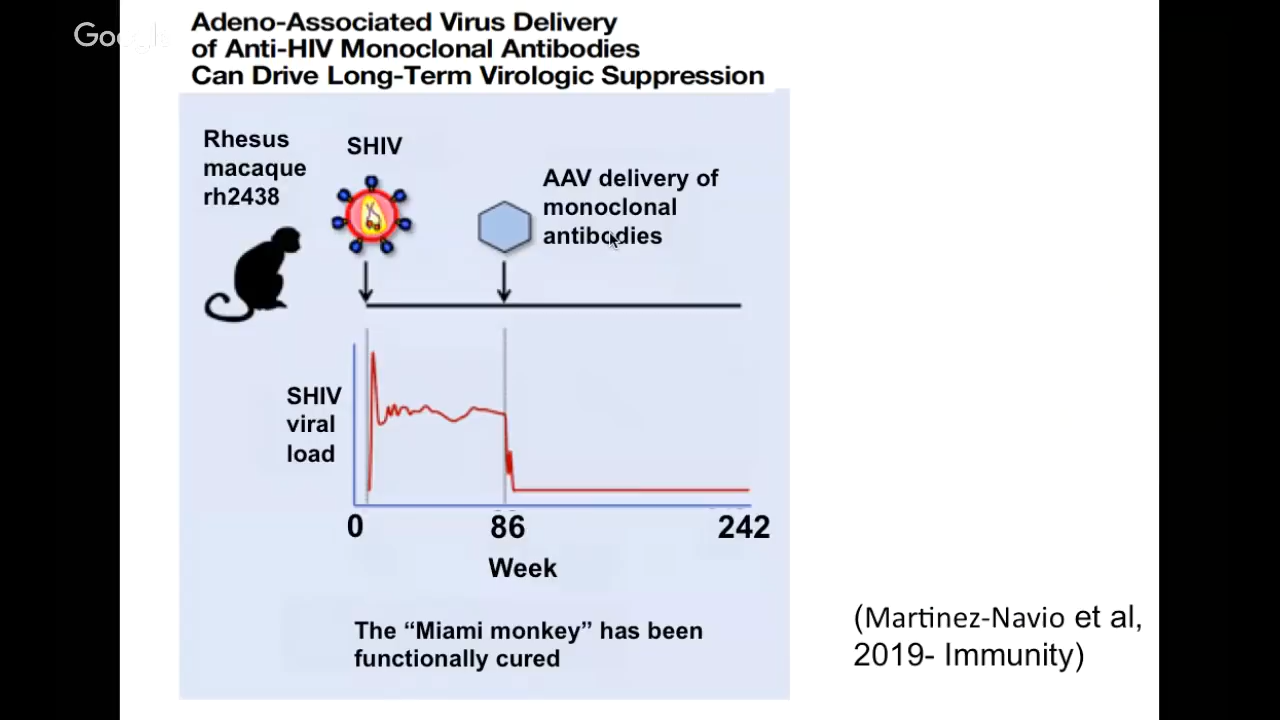 Google
Adeno-Associated Virus Delivery
of Anti-HIV Monoclonal Antibodies
Can Drive Long-Term Virologic Suppression
Rhesus
macaque
rh2438
SHIV
AAV delivery of
monoclonal
antibodies
SHIV
viral
load
0
86
242
Week
The “Miami monkey” has been
functionally cured
(Martinez-Navio et al,
2019- Immunity)